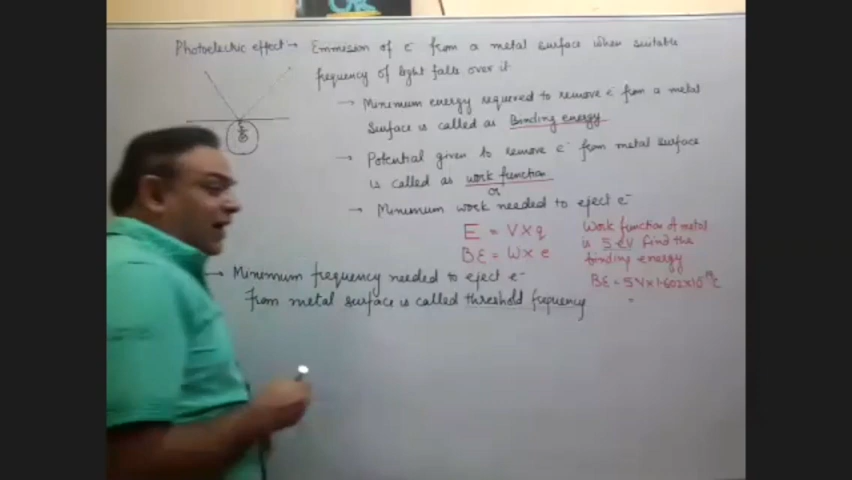 Photoelectric effect → Emmesion of e⁻ from a metal surface when suitable
frequency of light falls over it
→ Minimum energy required to remove e⁻ from a metal
Surface is called as Binding energy
→ Potential given to remove e⁻ from metal surface
is called as work function
or
→ Minimum work needed to eject e⁻
E = V × q
BE = W × e
Work function of metal
is 5 eV find the
binding energy
BE = 5V × 1.602 × 10⁻¹⁹C
→ Minimum frequency needed to eject e⁻
from metal surface is called threshold frequency